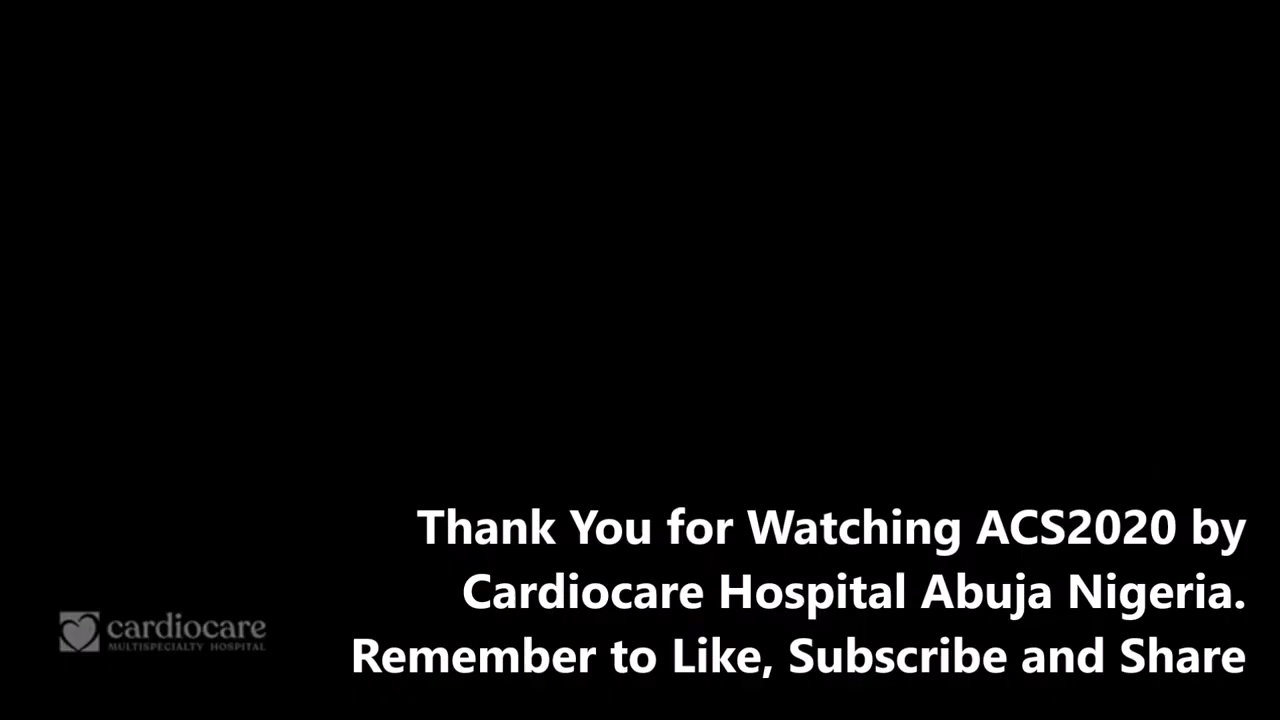 Thank You for Watching ACS2020 by
Cardiocare Hospital Abuja Nigeria.
Remember to Like, Subscribe and Share
cardiocare
MULTISPECIALTY HOSPITAL